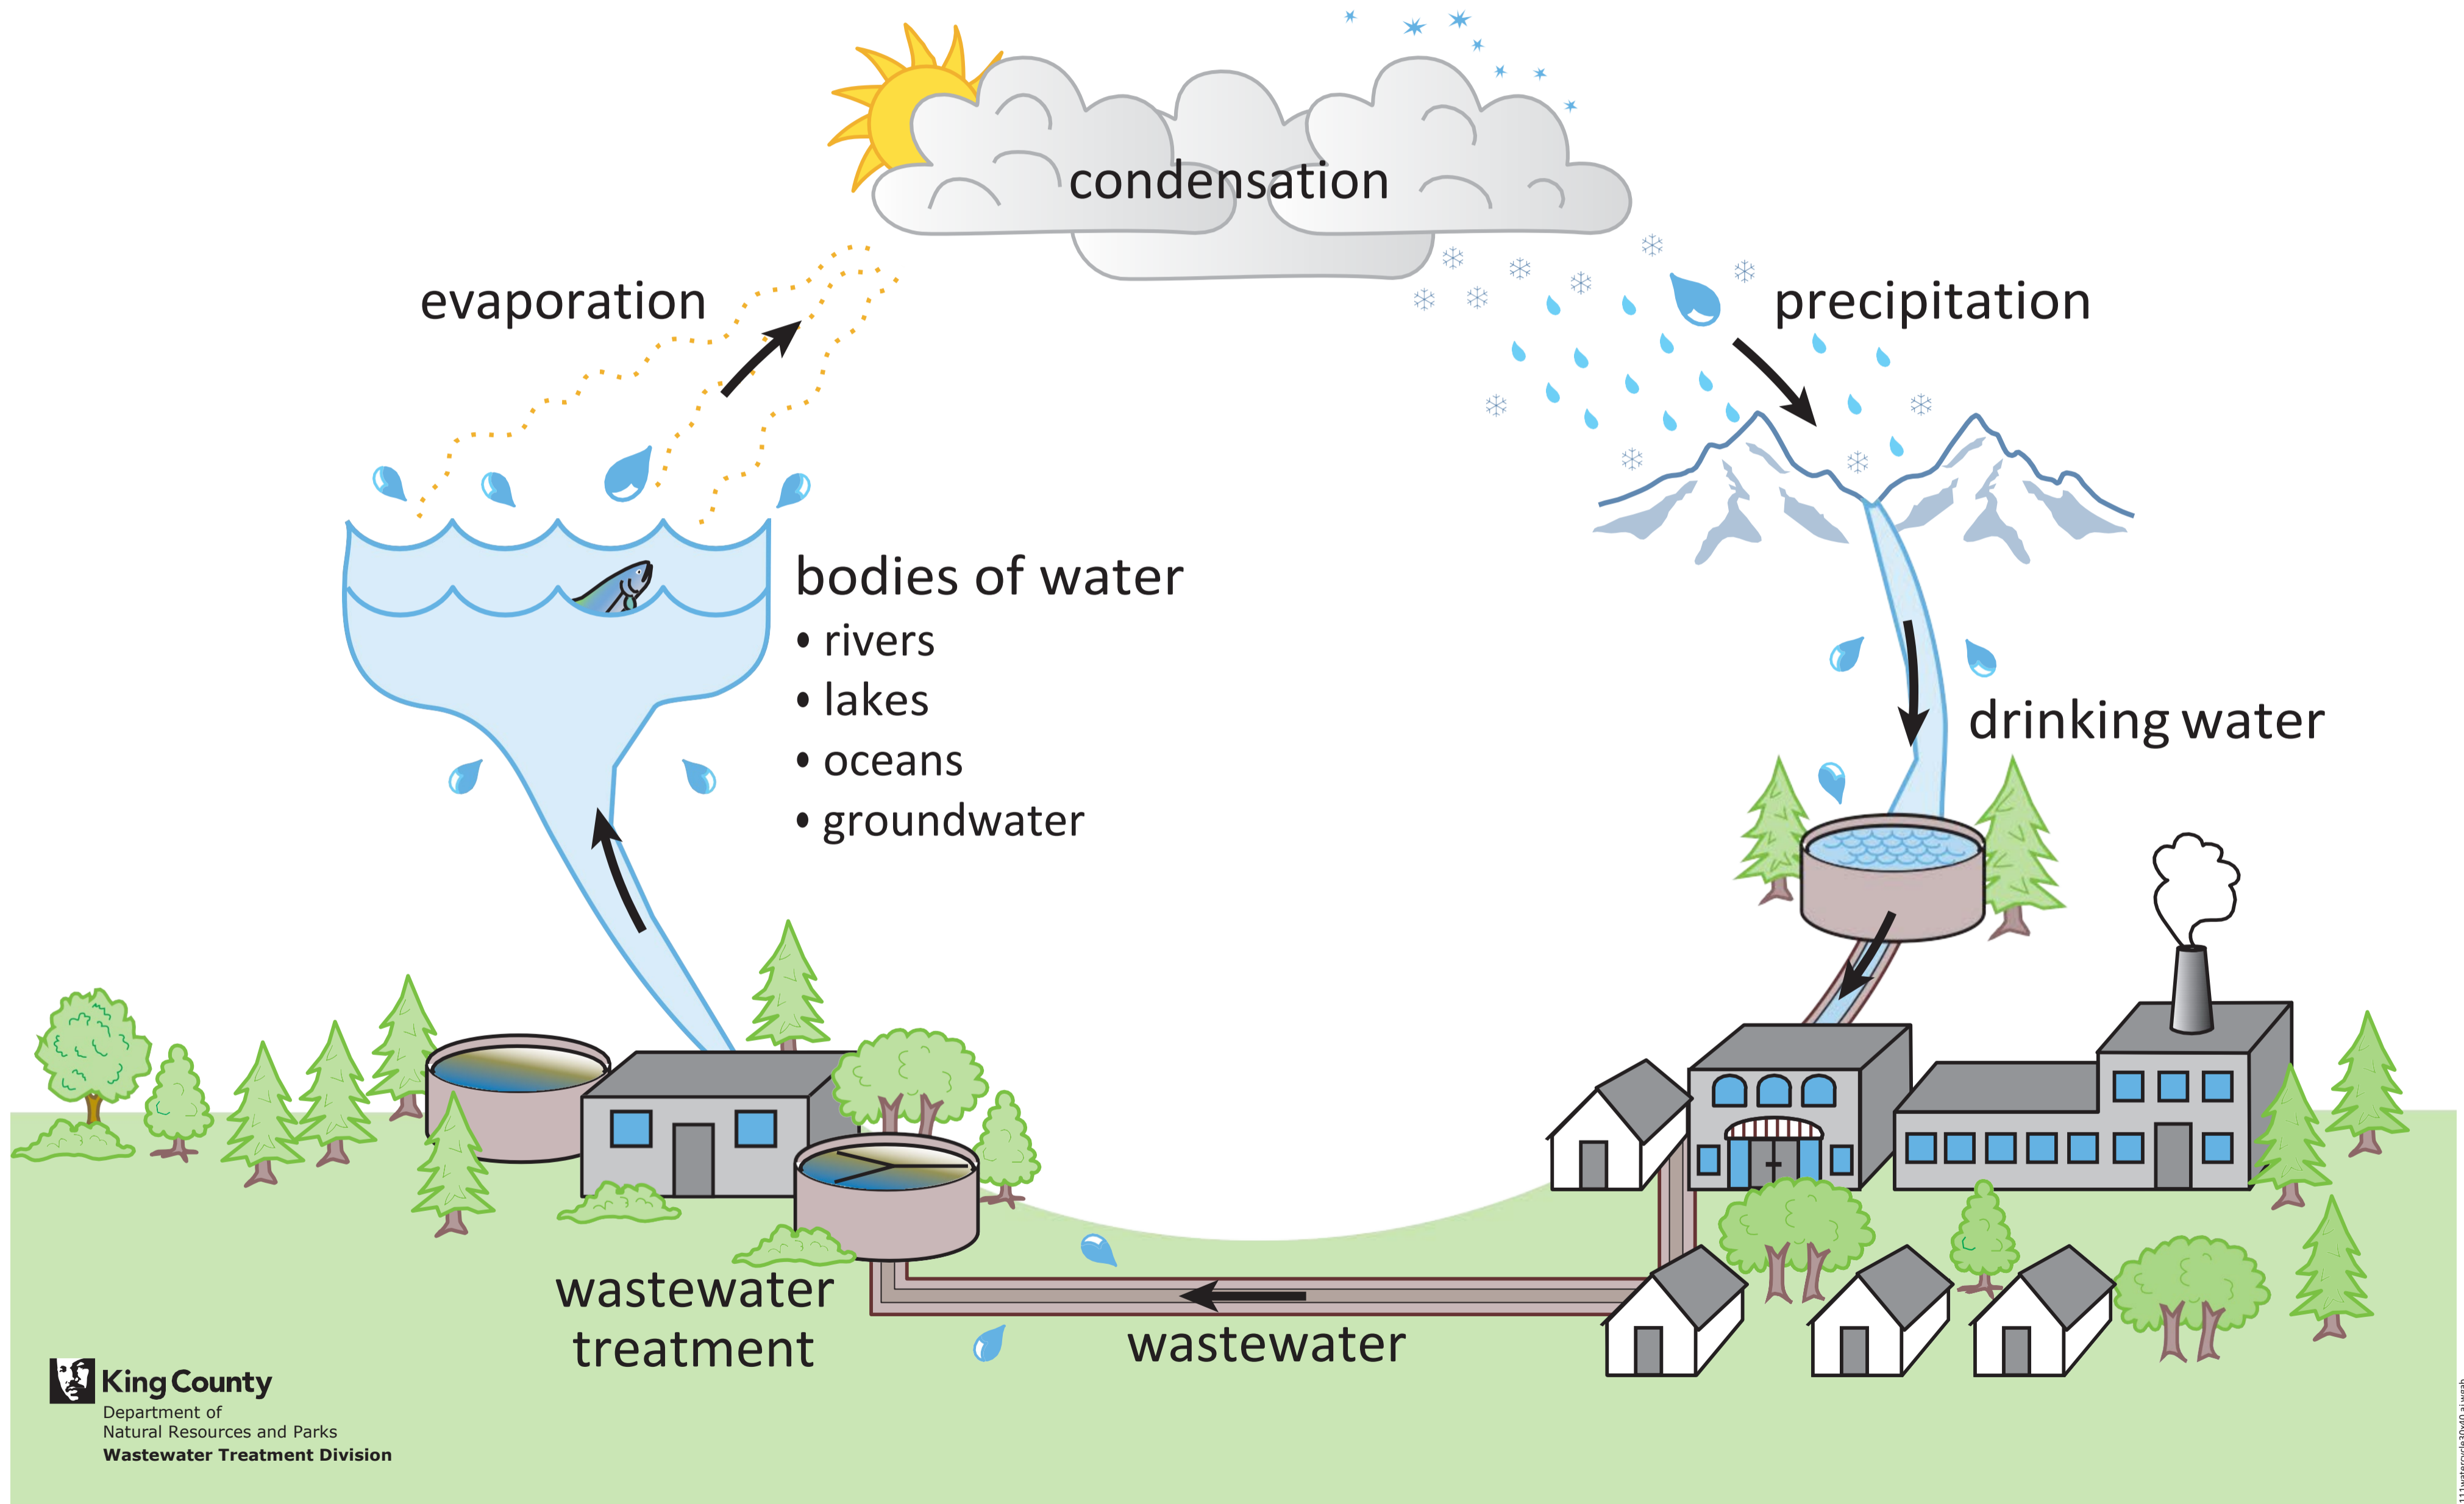 condensation
evaporation
precipitation
bodies of water
• rivers
• lakes
• oceans
• groundwater
drinking water
wastewater
treatment
wastewater
King County
Department of
Natural Resources and Parks
Wastewater Treatment Division